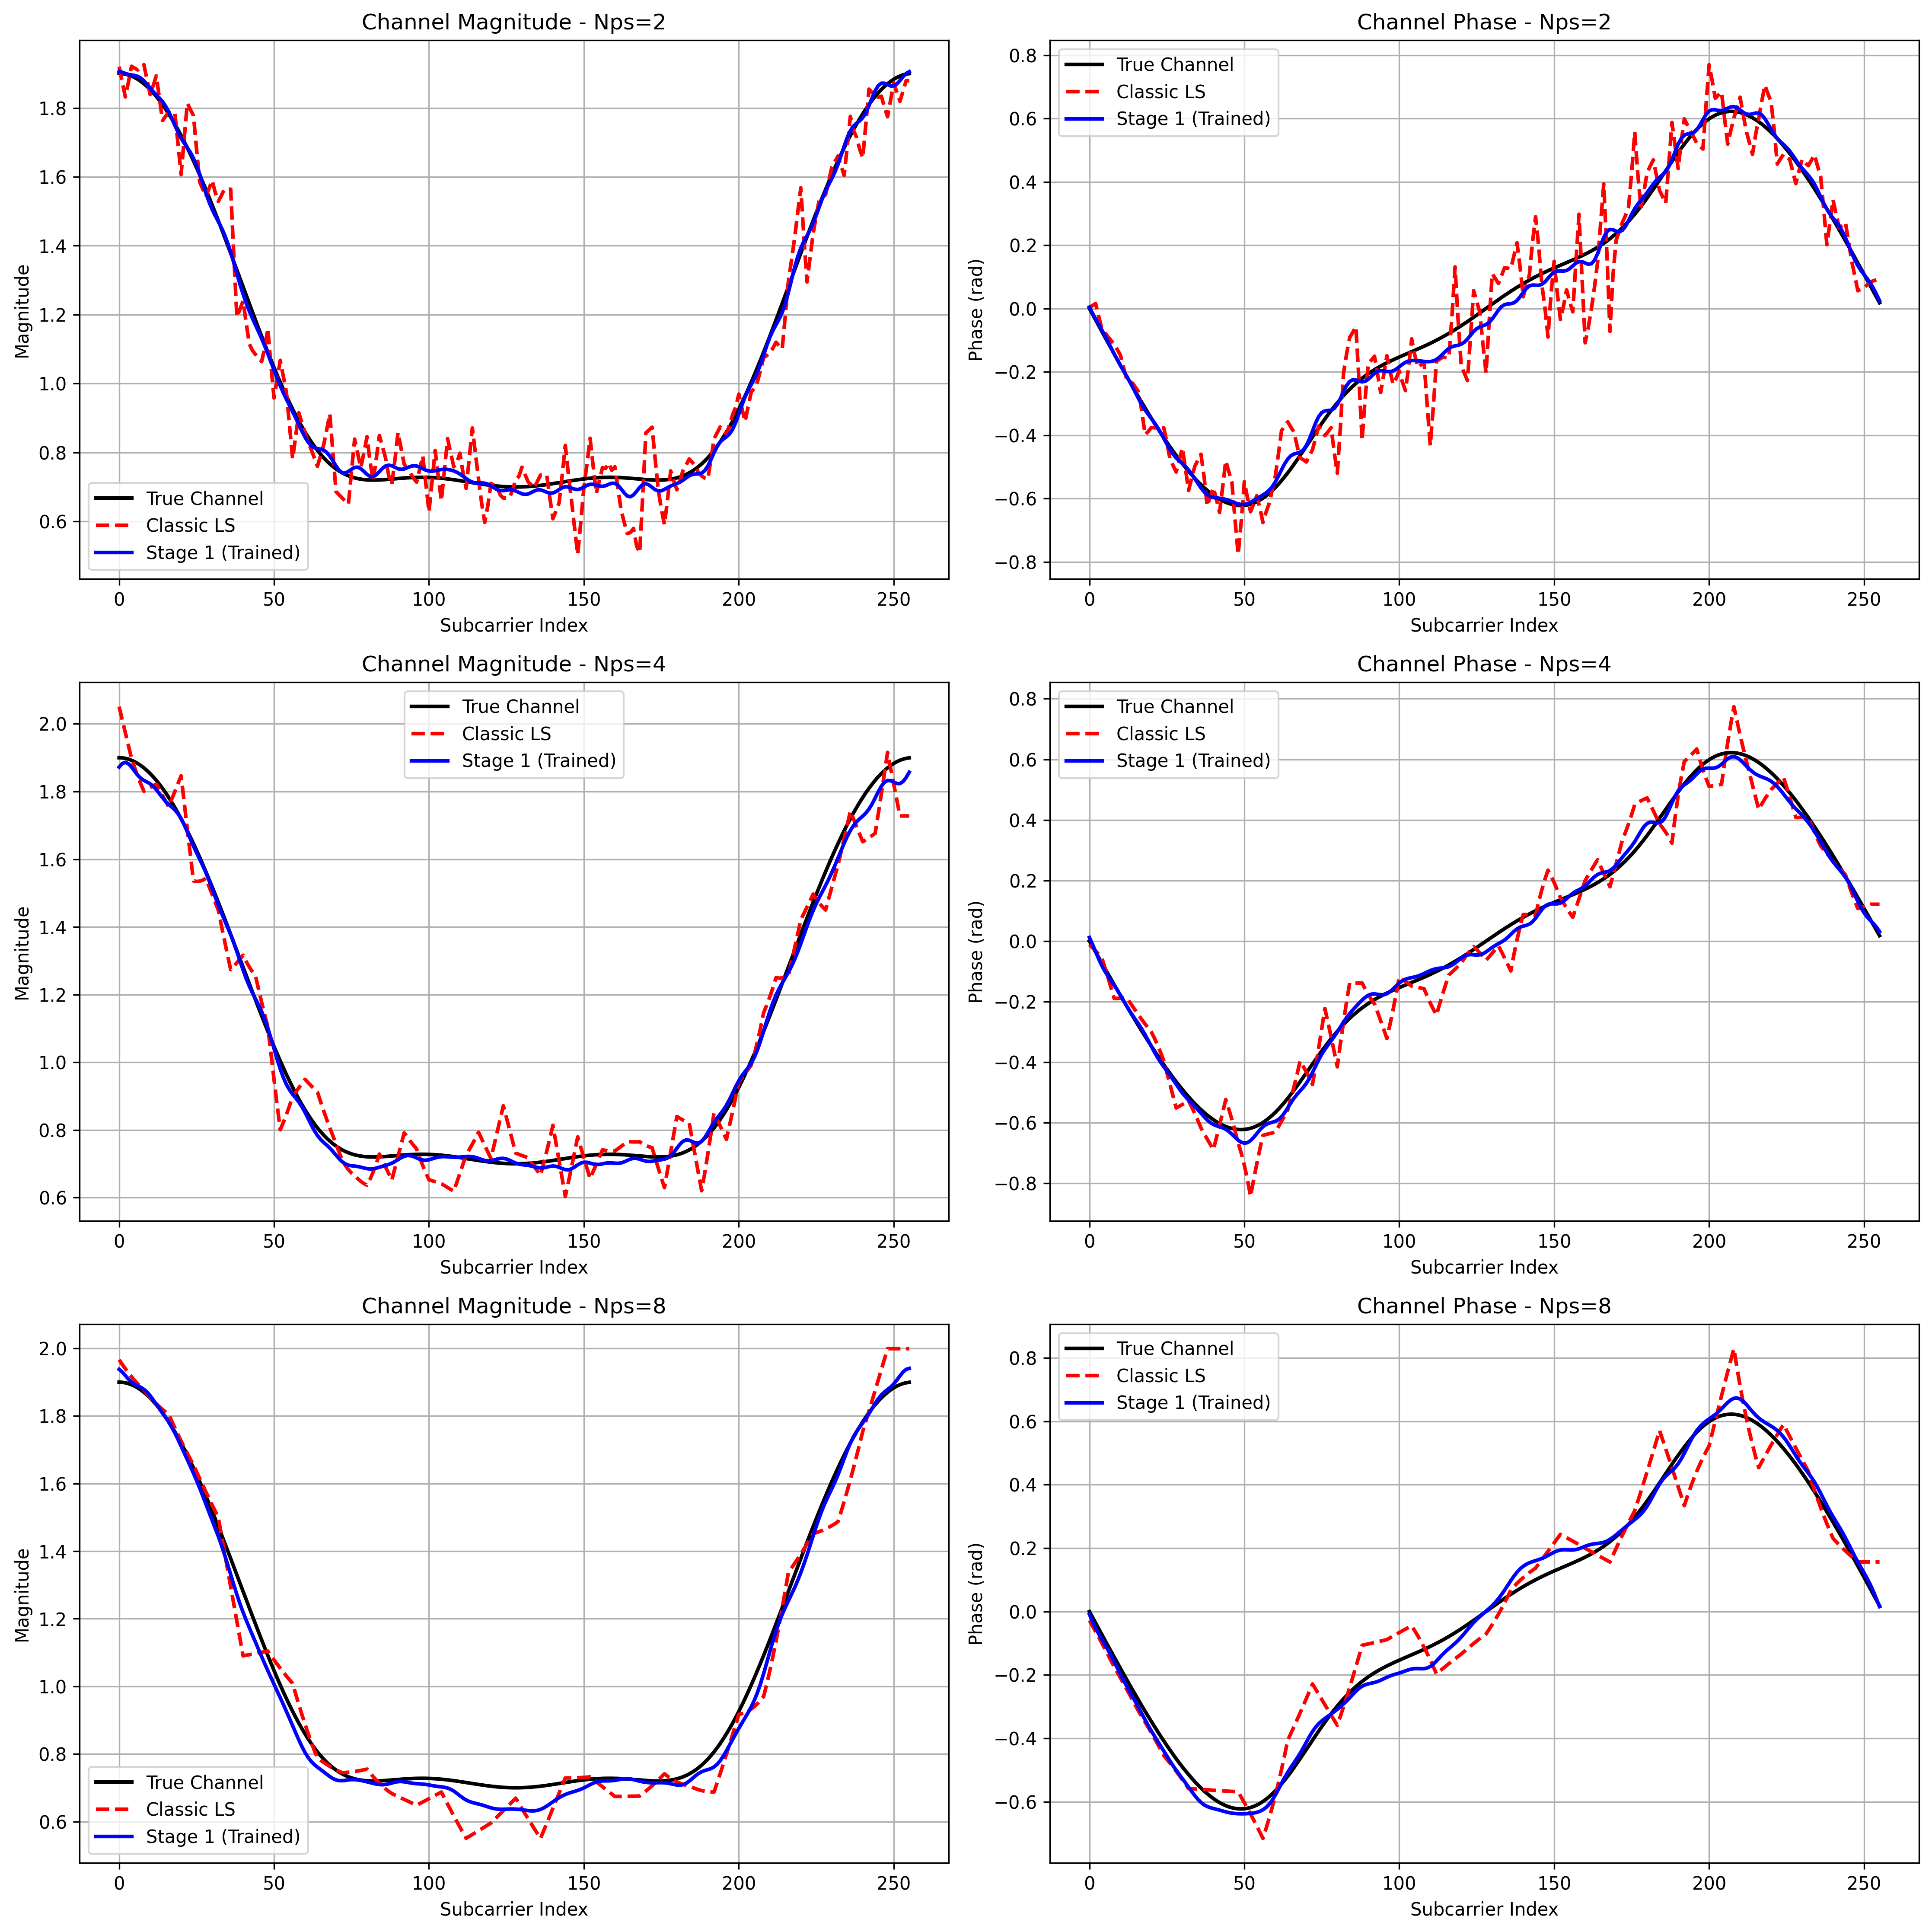 Channel Magnitude - Nps=2
Magnitude
1.8
1.6
1.4
1.2
1.0
0.8
0.6
True Channel
Classic LS
Stage 1 (Trained)
0 50 100 150 200 250
Subcarrier Index
Channel Phase - Nps=2
Phase (rad)
0.8
0.6
0.4
0.2
0.0
−0.2
−0.4
−0.6
−0.8
True Channel
Classic LS
Stage 1 (Trained)
0 50 100 150 200 250
Subcarrier Index
Channel Magnitude - Nps=4
Magnitude
2.0
1.8
1.6
1.4
1.2
1.0
0.8
0.6
True Channel
Classic LS
Stage 1 (Trained)
0 50 100 150 200 250
Subcarrier Index
Channel Phase - Nps=4
Phase (rad)
0.8
0.6
0.4
0.2
0.0
−0.2
−0.4
−0.6
−0.8
True Channel
Classic LS
Stage 1 (Trained)
0 50 100 150 200 250
Subcarrier Index
Channel Magnitude - Nps=8
Magnitude
2.0
1.8
1.6
1.4
1.2
1.0
0.8
0.6
True Channel
Classic LS
Stage 1 (Trained)
0 50 100 150 200 250
Subcarrier Index
Channel Phase - Nps=8
Phase (rad)
0.8
0.6
0.4
0.2
0.0
−0.2
−0.4
−0.6
True Channel
Classic LS
Stage 1 (Trained)
0 50 100 150 200 250
Subcarrier Index